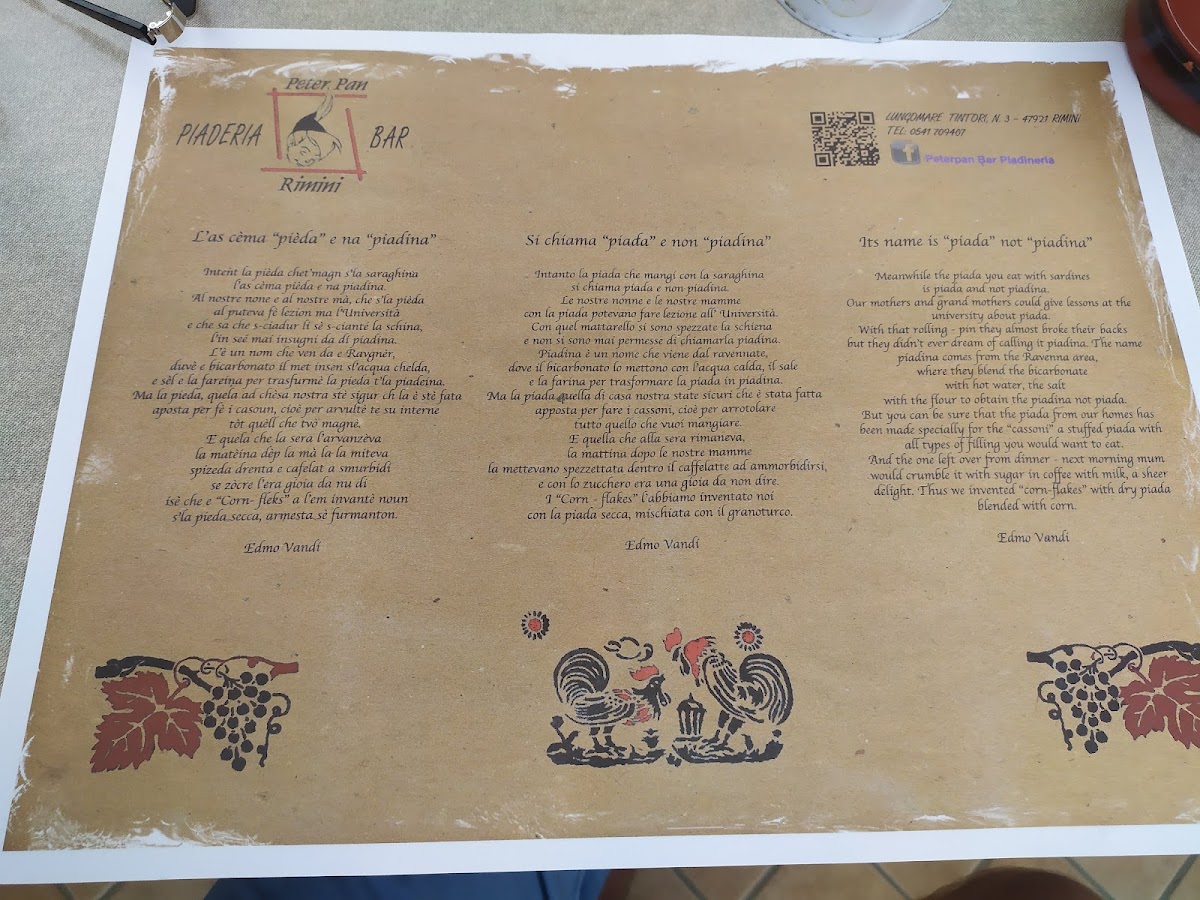 Peter Pan
PIADERIA BAR
Rimini
LUNGOMARE TINTORI, N. 3 - 47921 RIMINI
TEL. 0541 709407
f Peterpan Bar Piadineria
L'as cèma "pièda" e na "piadina"
Intent la pièda chet'magn s'la saraghina
l'as cèma pièda e na piadina.
Al nostre none e al nostre mà, che s'la pièda
al puteva fè lezion ma l'Università
e che sa che s-ciadur li sè s-ciantè la schina,
l'in seè mai insugni da dì piadina.
L'è un nom che ven da e Ravgnèr,
duvè e bicarbonato il met insen sl'acqua chelda,
e sèl e la fareina per trasfurmè la pieda t'la piadeina.
Ma la pieda, quela ad chèsa nostra stè sigur ch la è stè fata
aposta per fè i casoun, cioè per arvultè te su interne
tòt quèll che tvò magnè.
E quela che la sera l'arvanzèva
la matèina dèp la mà la la miteva
spizeda drenta e cafelat a smurbidì
se zòcre l'era gioia da nu dì
isè che e "Corn- fleks" a l'em invantè noun
s'la pieda secca, armesta sè furmanton.
Edmo Vandi
Si chiama "piada" e non "piadina"
Intanto la piada che mangi con la saraghina
si chiama piada e non piadina.
Le nostre nonne e le nostre mamme
con la piada potevano fare lezione all' Università.
Con quel mattarello si sono spezzate la schiena
e non si sono mai permesse di chiamarla piadina.
Piadina è un nome che viene dal ravennate,
dove il bicarbonato lo mettono con l'acqua calda, il sale
e la farina per trasformare la piada in piadina.
Ma la piada quella di casa nostra state sicuri che è stata fatta
apposta per fare i cassoni, cioè per arrotolare
tutto quello che vuoi mangiare.
E quella che alla sera rimaneva,
la mattina dopo le nostre mamme
la mettevano spezzettata dentro il caffelatte ad ammorbidirsi,
e con lo zucchero era una gioia da non dire.
I "Corn - flakes" l'abbiamo inventato noi
con la piada secca, mischiata con il granoturco.
Edmo Vandi
Its name is "piada" not "piadina"
Meanwhile the piada you eat with sardines
is piada and not piadina.
Our mothers and grand mothers could give lessons at the
university about piada.
With that rolling - pin they almost broke their backs
but they didn't ever dream of calling it piadina. The name
piadina comes from the Ravenna area,
where they blend the bicarbonate
with hot water, the salt
with the flour to obtain the piadina not piada.
But you can be sure that the piada from our homes has
been made specially for the "cassoni" a stuffed piada with
all types of filling you would want to eat.
And the one left over from dinner - next morning mum
would crumble it with sugar in coffee with milk, a sheer
delight. Thus we invented "corn-flakes" with dry piada
blended with corn.
Edmo Vandi